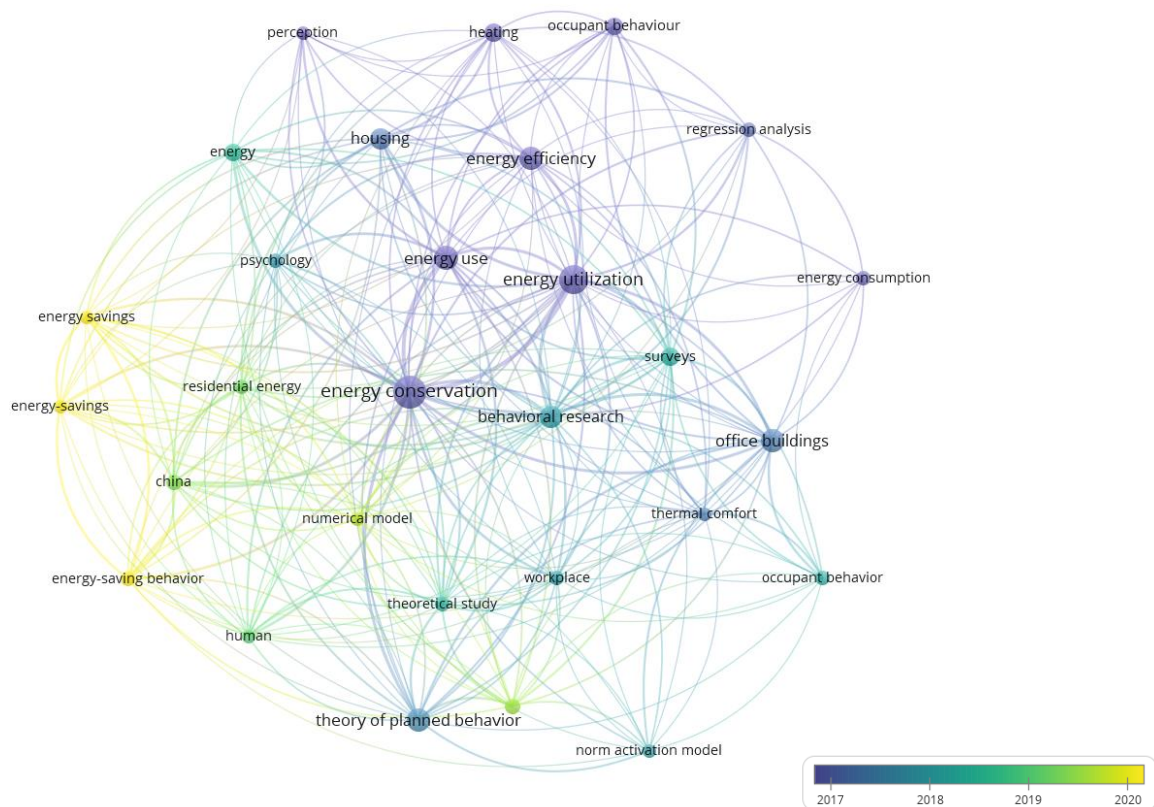 occupant behaviour
perception
heating
regression analysis
housing
energy
energy efficiency
psychology
energy use
energy utilization
energy consumption
energy savings
surveys
residential energy
energy conservation
energy-savings
behavioral research
office buildings
china
thermal comfort
numerical model
energy-saving behavior
workplace
occupant behavior
theoretical study
human
theory of planned behavior
norm activation model
2017 2018 2019 2020